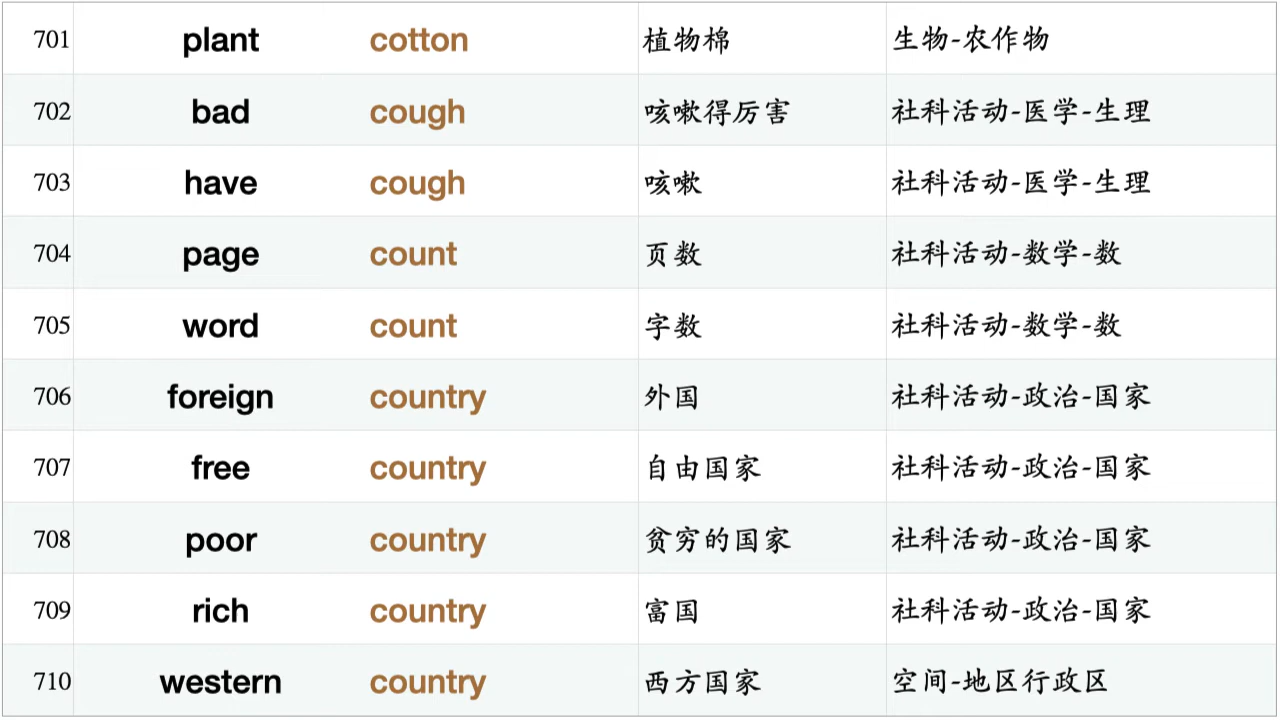 701 plant cotton 植物棉 生物-农作物
702 bad cough 咳嗽得厉害 社科活动-医学-生理
703 have cough 咳嗽 社科活动-医学-生理
704 page count 页数 社科活动-数学-数
705 word count 字数 社科活动-数学-数
706 foreign country 外国 社科活动-政治-国家
707 free country 自由国家 社科活动-政治-国家
708 poor country 贫穷的国家 社科活动-政治-国家
709 rich country 富国 社科活动-政治-国家
710 western country 西方国家 空间-地区行政区